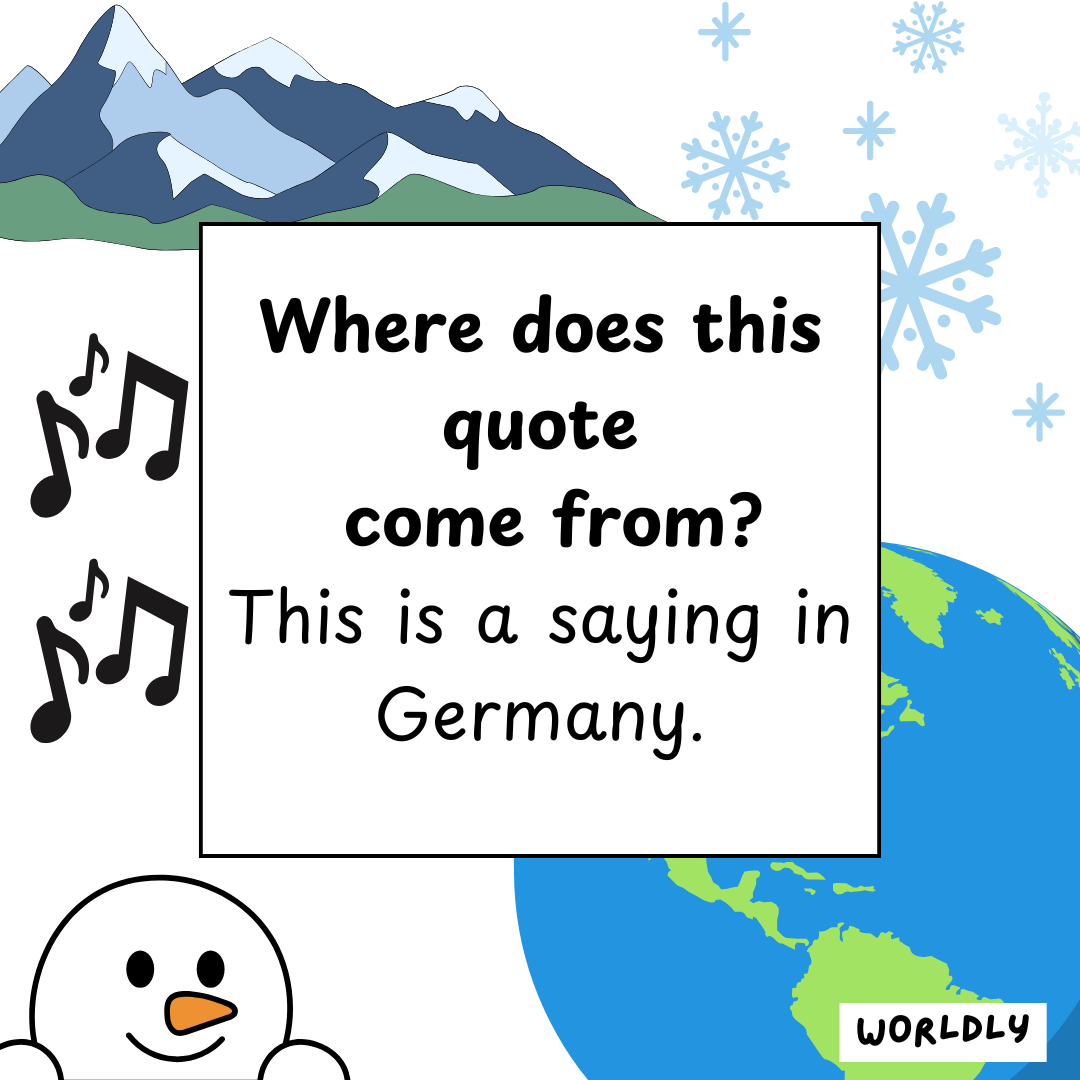 Where does this
quote
come from?
This is a saying in
Germany.
WORLDLY